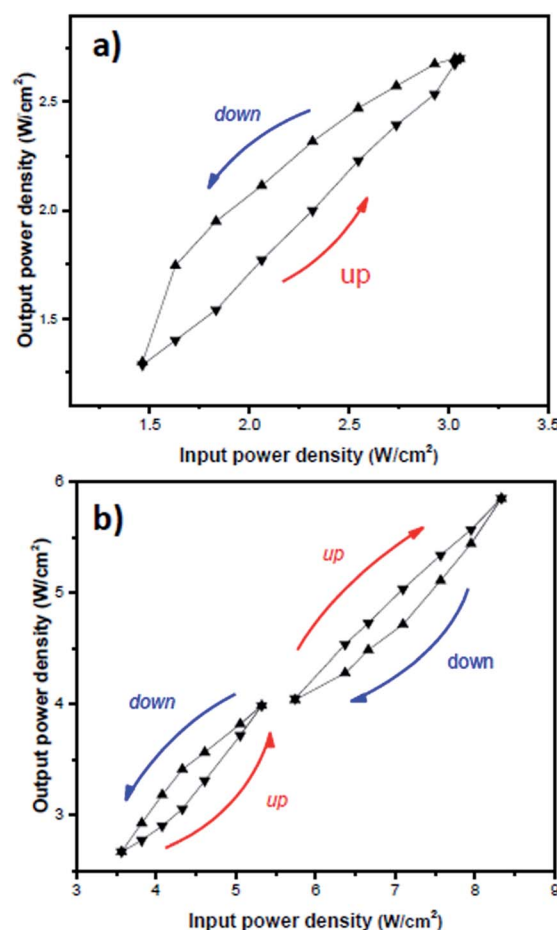 a)
Output power density (W/cm²)
2.5
2.0
1.5
down
up
1.5
2.0
2.5
3.0
3.5
Input power density (W/cm²)
b)
Output power density (W/cm²)
6
5
4
3
up
down
down
up
3
4
5
6
7
8
9
Input power density (W/cm²)